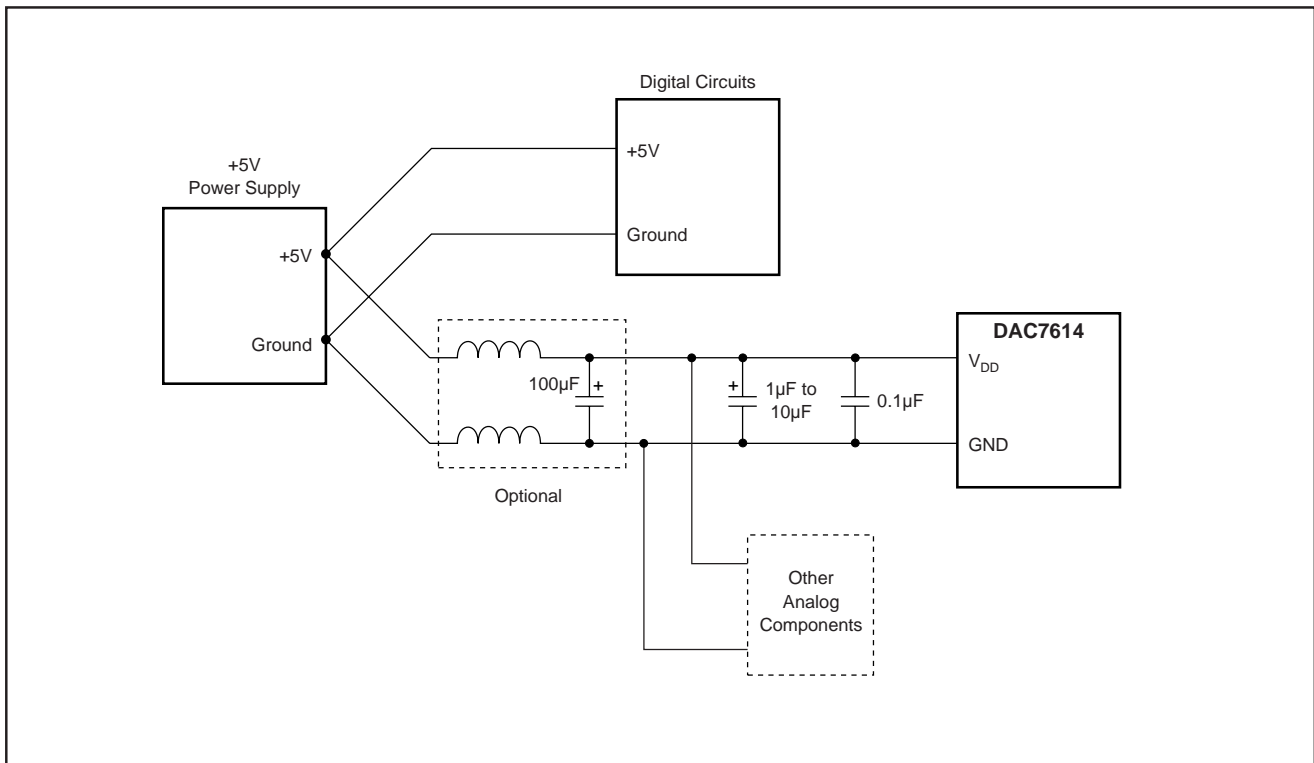 Digital Circuits
+5V
Ground
+5V
Power Supply
+5V
Ground
100µF
+
Optional
+
1µF to
10µF
0.1µF
DAC7614
VDD
GND
Other
Analog
Components